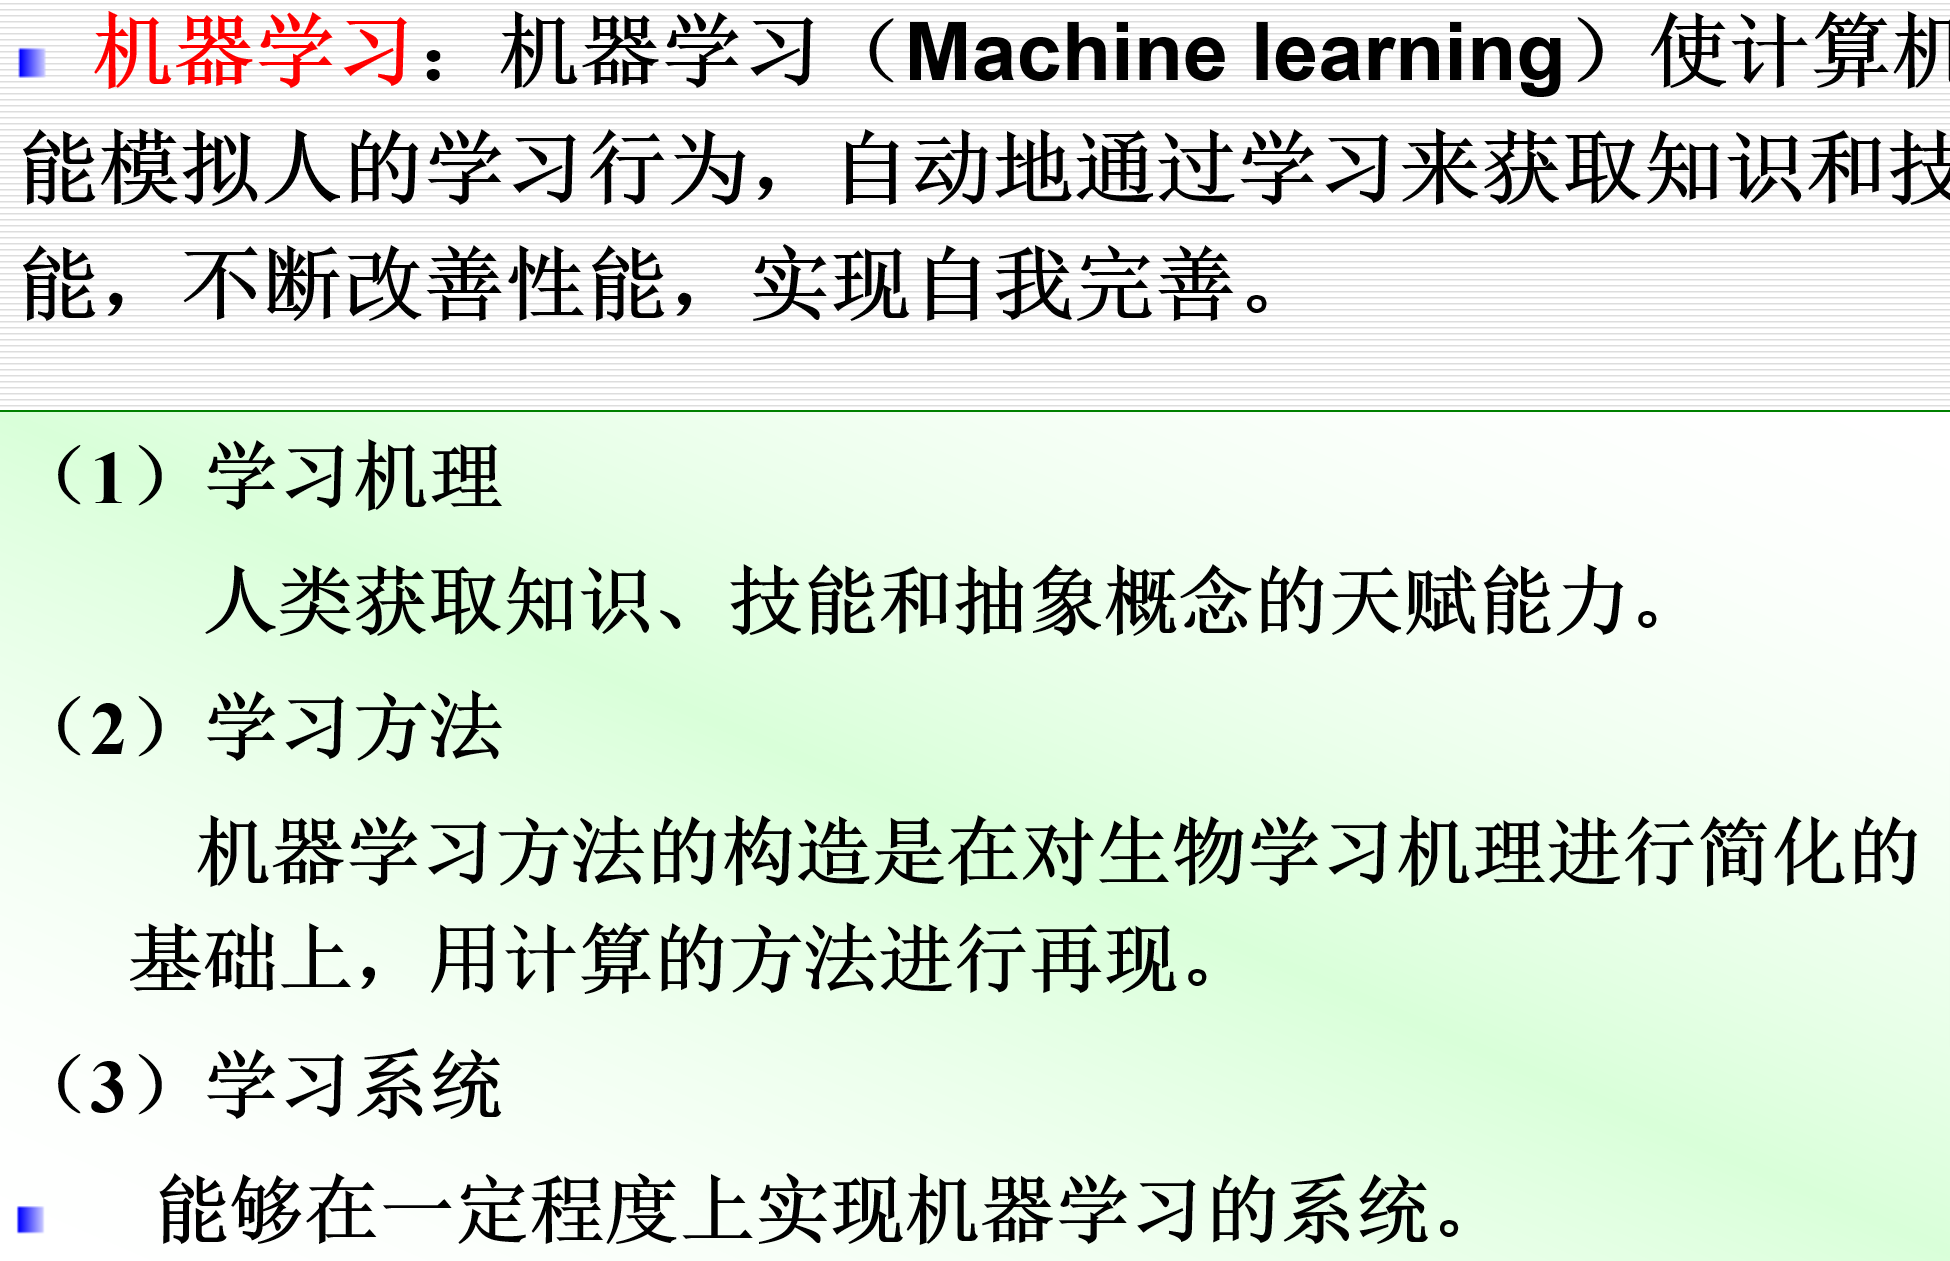 机器学习：机器学习（Machine learning）使计算机
能模拟人的学习行为，自动地通过学习来获取知识和技
能，不断改善性能，实现自我完善。
（1）学习机理
人类获取知识、技能和抽象概念的天赋能力。
（2）学习方法
机器学习方法的构造是在对生物学习机理进行简化的
基础上，用计算的方法进行再现。
（3）学习系统
能够在一定程度上实现机器学习的系统。